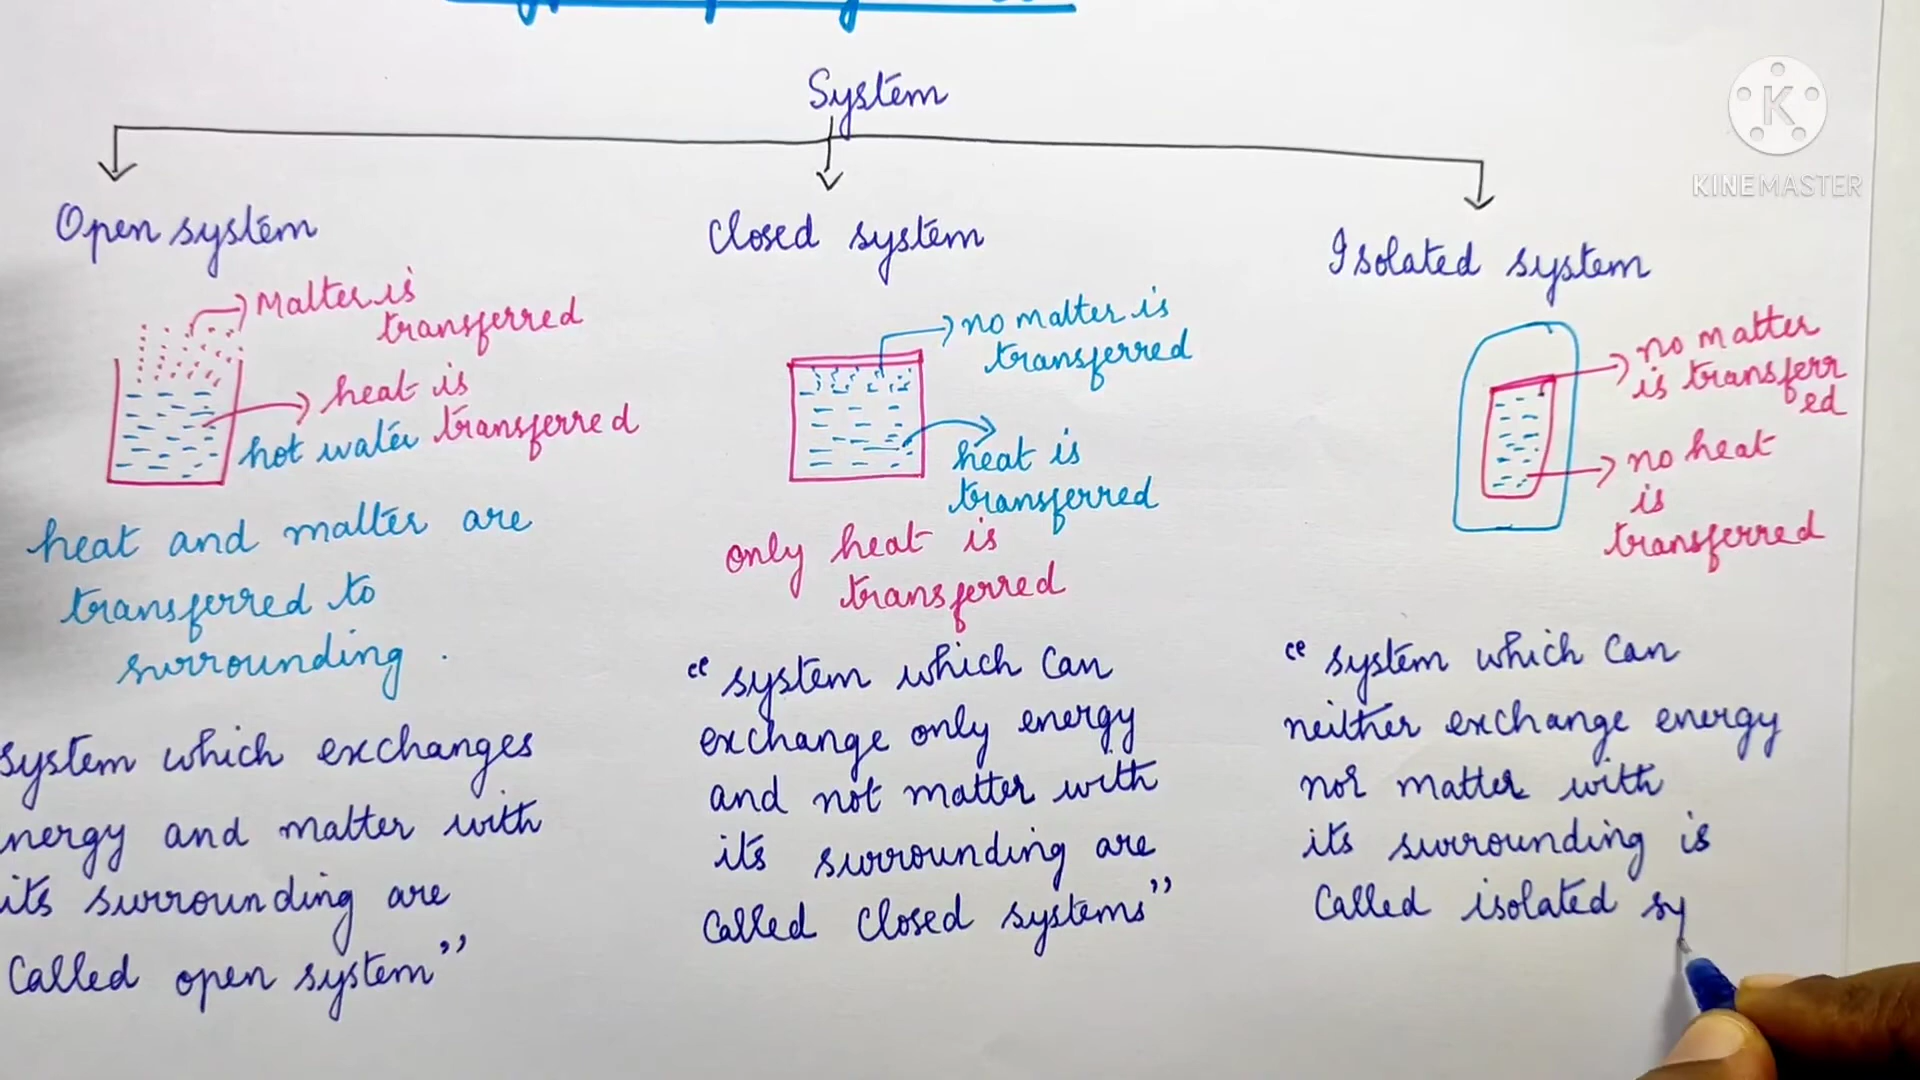 System
Open system
Matter is
transferred
heat is
transferred
hot water
heat and matter are
transferred to
surrounding.
system which exchanges
nergy and matter with
its surrounding are
called open system”
Closed system
no matter is
transferred
heat is
transferred
only heat is
transferred
“system which can
exchange only energy
and not matter with
its surrounding are
called closed systems”
Isolated system
no matter
is transferr
ed
no heat
is
transferred
“system which can
neither exchange energy
nor matter with
its surrounding is
called isolated sy
KINEMASTER